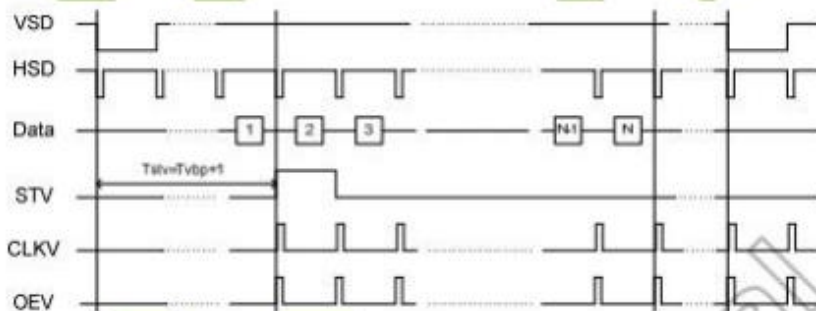 VSD
HSD
Data 1 2 3 N-1 N
Tstv=Tvbp+1
STV
CLKV
OEV